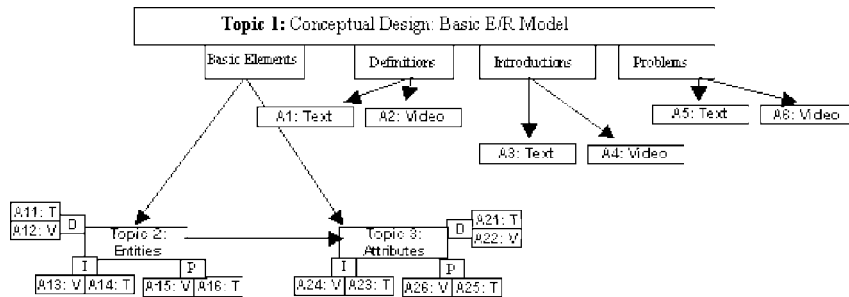 Topic 1: Conceptual Design: Basic E/R Model
Basic Elements
Definitions
Introductions
Problems
A1: Text
A2: Video
A3: Text
A4: Video
A5: Text
A6: Video
A11: T
A12: V
D
Topic 2:
Entities
I
P
A13: V
A14: T
A15: V
A16: T
Topic 3:
Attributes
D
A21: T
A22: V
I
P
A24: V
A23: T
A26: V
A25: T